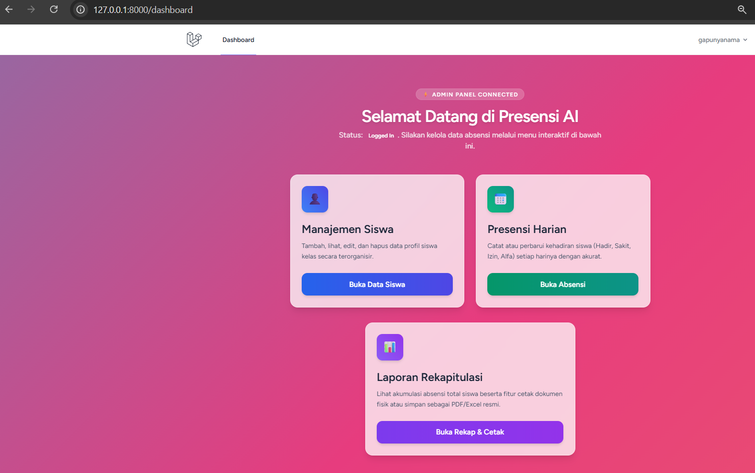 127.0.0.1:8000/dashboard
Dashboard
gapunyanama
ADMIN PANEL CONNECTED
Selamat Datang di Presensi AI
Status: Logged In . Silakan kelola data absensi melalui menu interaktif di bawah
ini.
Manajemen Siswa
Tambah, lihat, edit, dan hapus data profil siswa
kelas secara terorganisir.
Buka Data Siswa
Presensi Harian
Catat atau perbarui kehadiran siswa (Hadir, Sakit,
Izin, Alfa) setiap harinya dengan akurat.
Buka Absensi
Laporan Rekapitulasi
Lihat akumulasi absensi total siswa beserta fitur cetak dokumen
fisik atau simpan sebagai PDF/Excel resmi.
Buka Rekap & Cetak